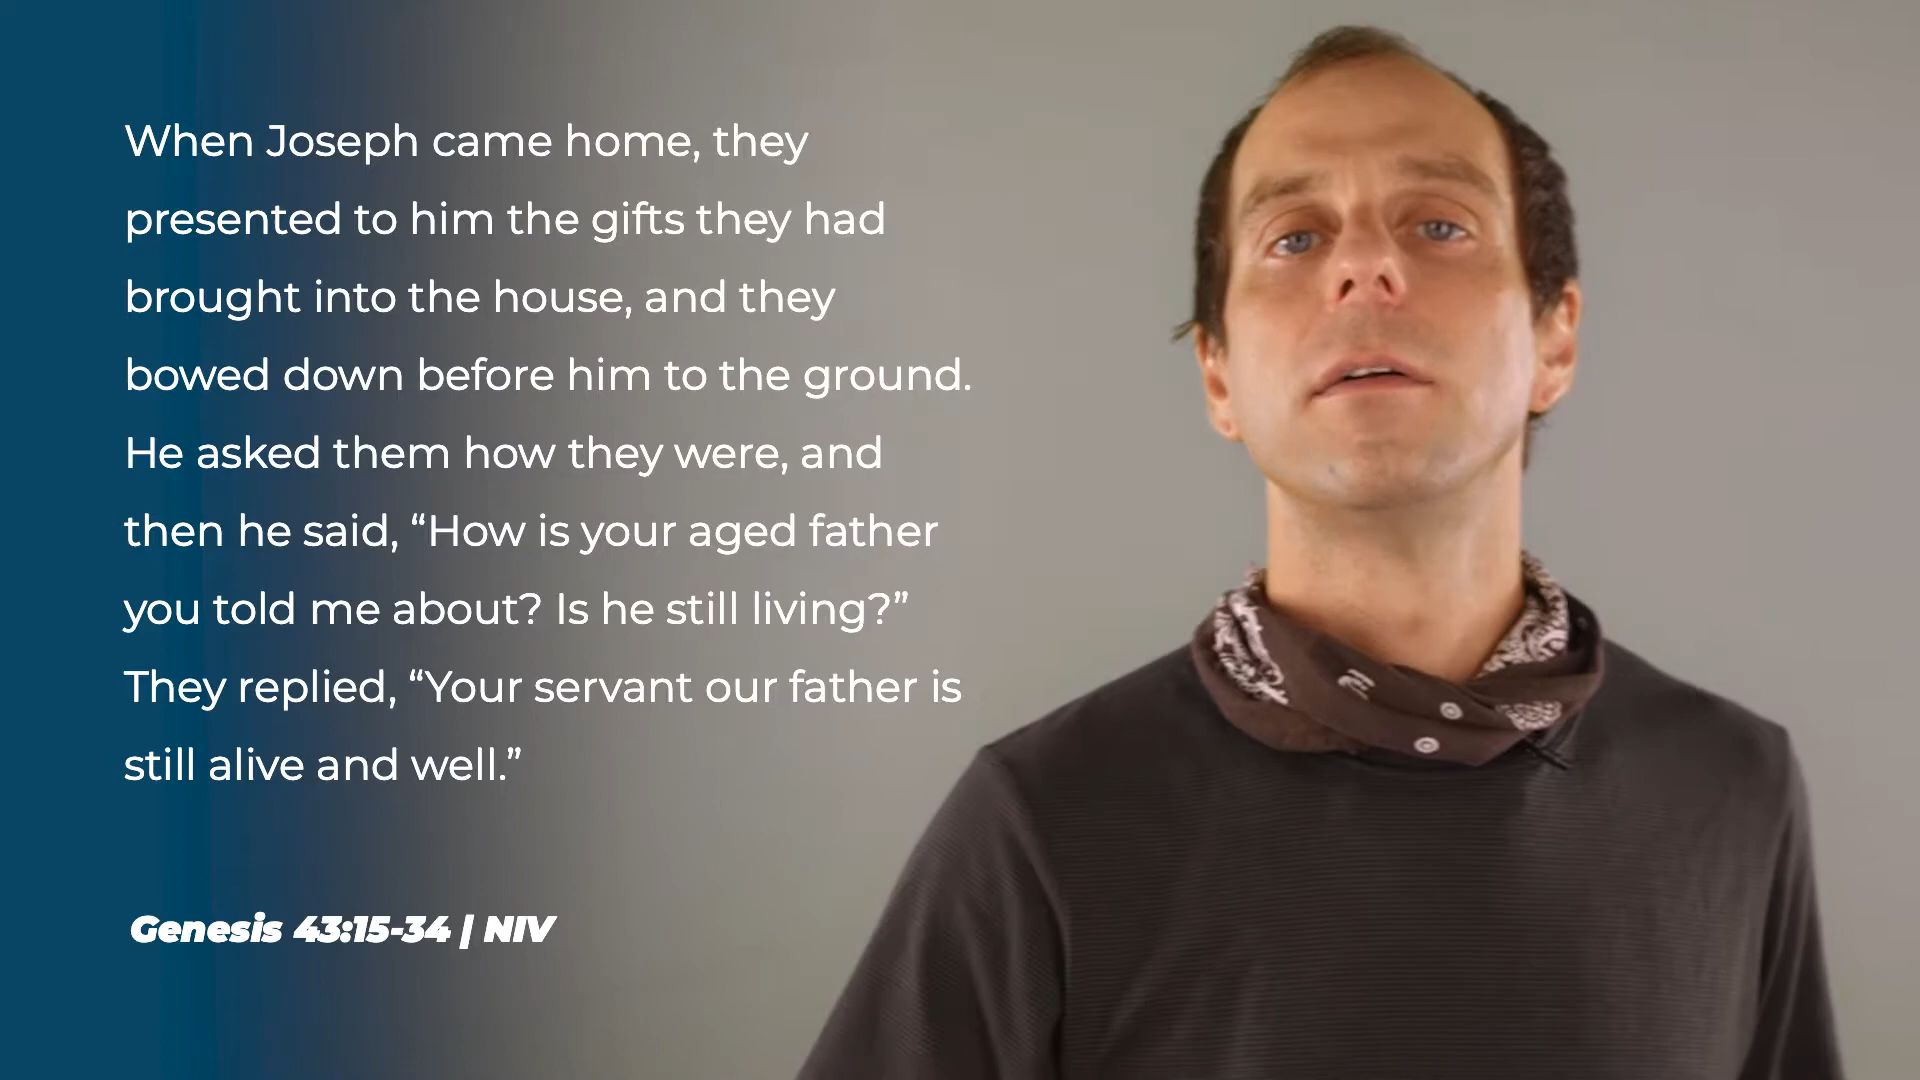 When Joseph came home, they
presented to him the gifts they had
brought into the house, and they
bowed down before him to the ground.
He asked them how they were, and
then he said, “How is your aged father
you told me about? Is he still living?”
They replied, “Your servant our father is
still alive and well.”
Genesis 43:15-34 | NIV